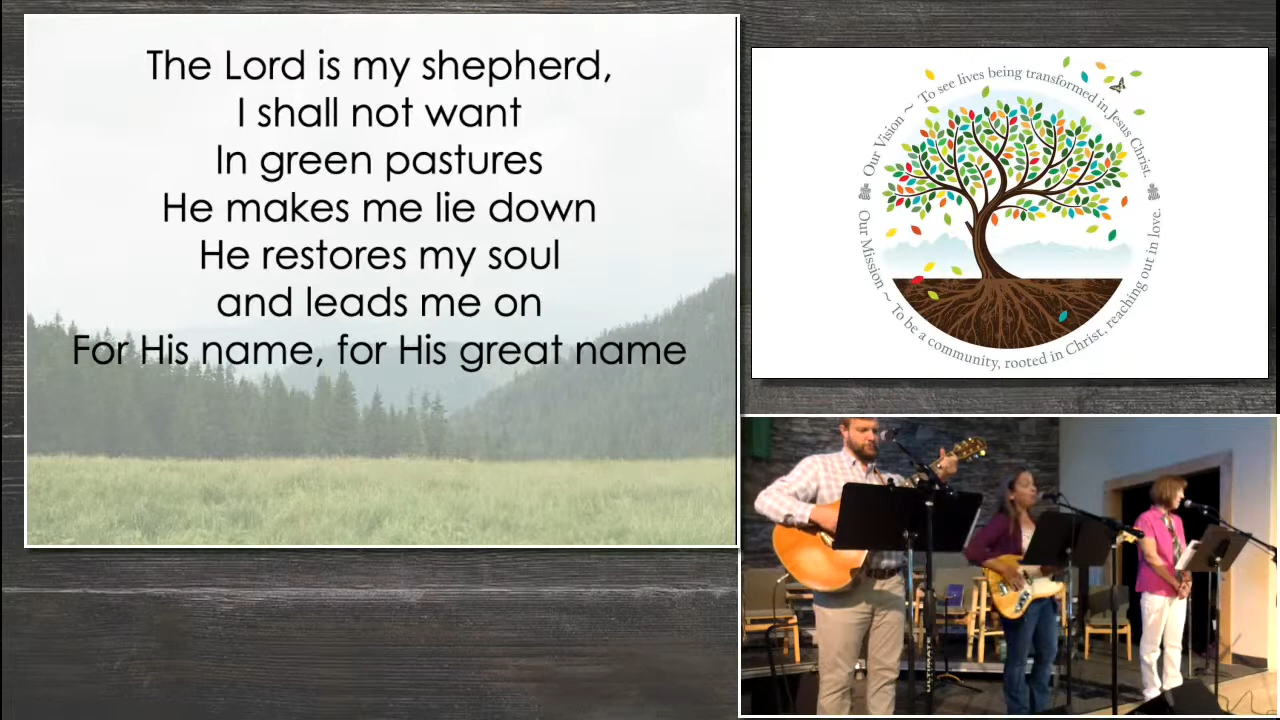 The Lord is my shepherd,
I shall not want
In green pastures
He makes me lie down
He restores my soul
and leads me on
For His name, for His great name
Our Vision ~ To see lives being transformed in Jesus Christ.
Our Mission ~ To be a community, rooted in Christ, reaching out in love.
ULTIMATE